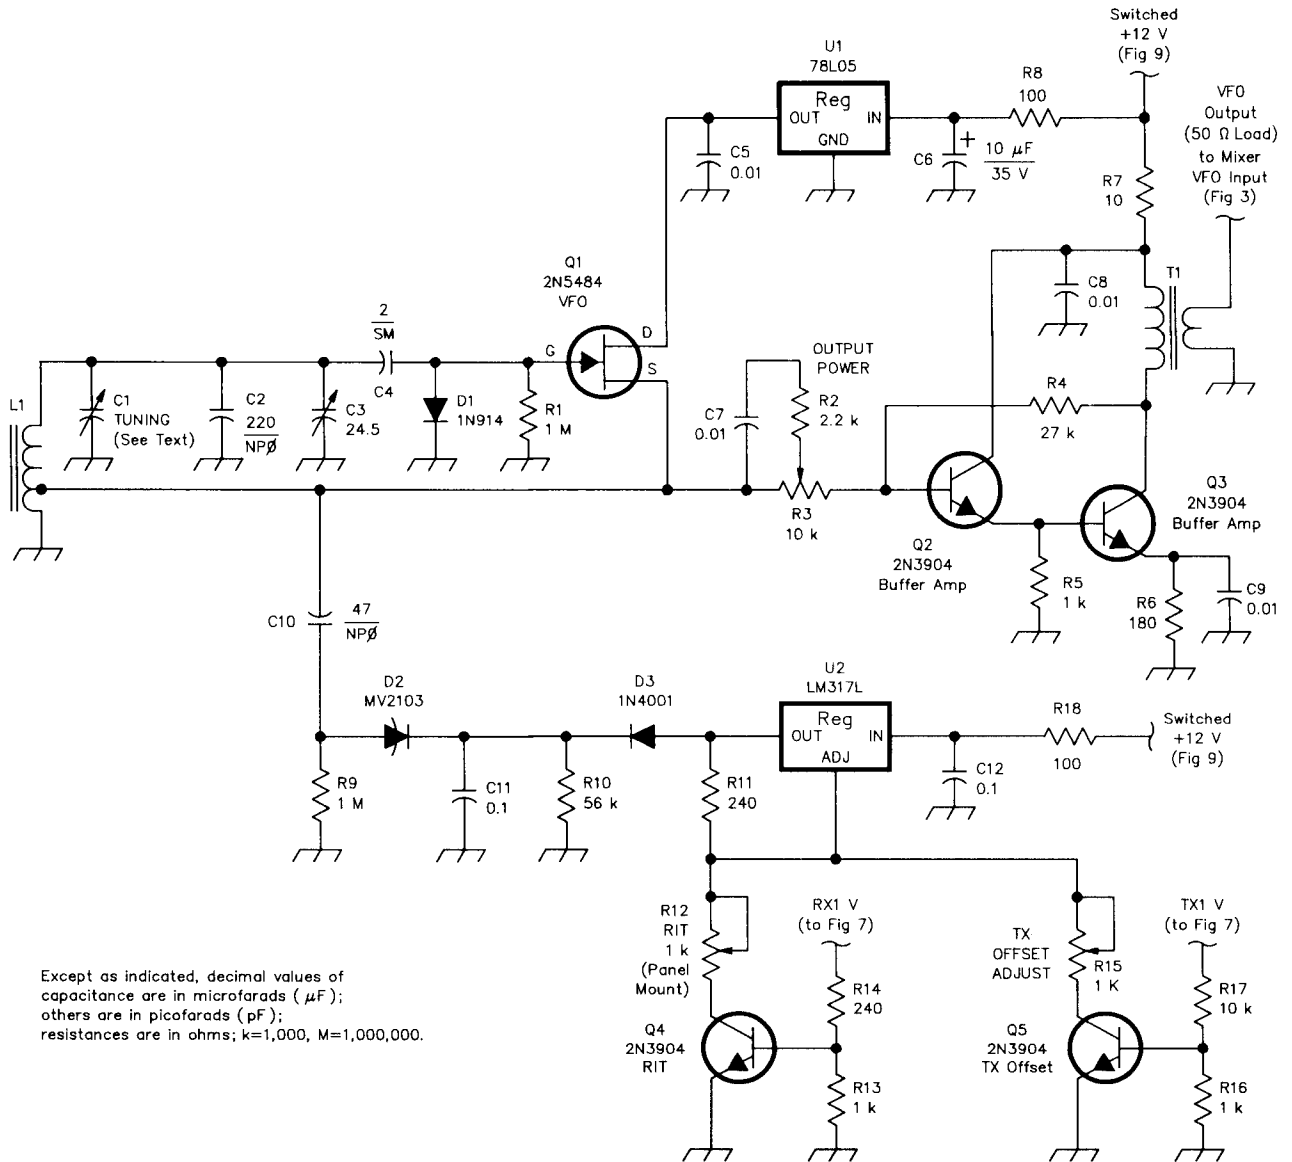 Switched
+12 V
(Fig 9)
U1
78L05
Reg
OUT
IN
GND
R8
100
VFO
Output
(50 Ω Load)
to Mixer
VFO Input
(Fig 3)
C5
0.01
C6
+
10 μF
35 V
R7
10
Q1
2N5484
VFO
D
G
S
C8
0.01
T1
2
SM
C4
OUTPUT
POWER
L1
C1
TUNING
(See Text)
C2
220
NPØ
C3
24.5
D1
1N914
R1
1 M
C7
0.01
R2
2.2 k
R4
27 k
R3
10 k
Q2
2N3904
Buffer Amp
Q3
2N3904
Buffer Amp
R5
1 k
R6
180
C9
0.01
C10
47
NPØ
D2
MV2103
D3
1N4001
U2
LM317L
Reg
OUT
IN
ADJ
R18
100
Switched
+12 V
(Fig 9)
R9
1 M
C11
0.1
R10
56 k
R11
240
C12
0.1
R12
RIT
1 k
(Panel
Mount)
RX1 V
(to Fig 7)
TX
OFFSET
ADJUST
R15
1 K
TX1 V
(to Fig 7)
R14
240
R17
10 k
Q4
2N3904
RIT
R13
1 k
Q5
2N3904
TX Offset
R16
1 k
Except as indicated, decimal values of
capacitance are in microfarads ( μF);
others are in picofarads ( pF);
resistances are in ohms; k=1,000, M=1,000,000.